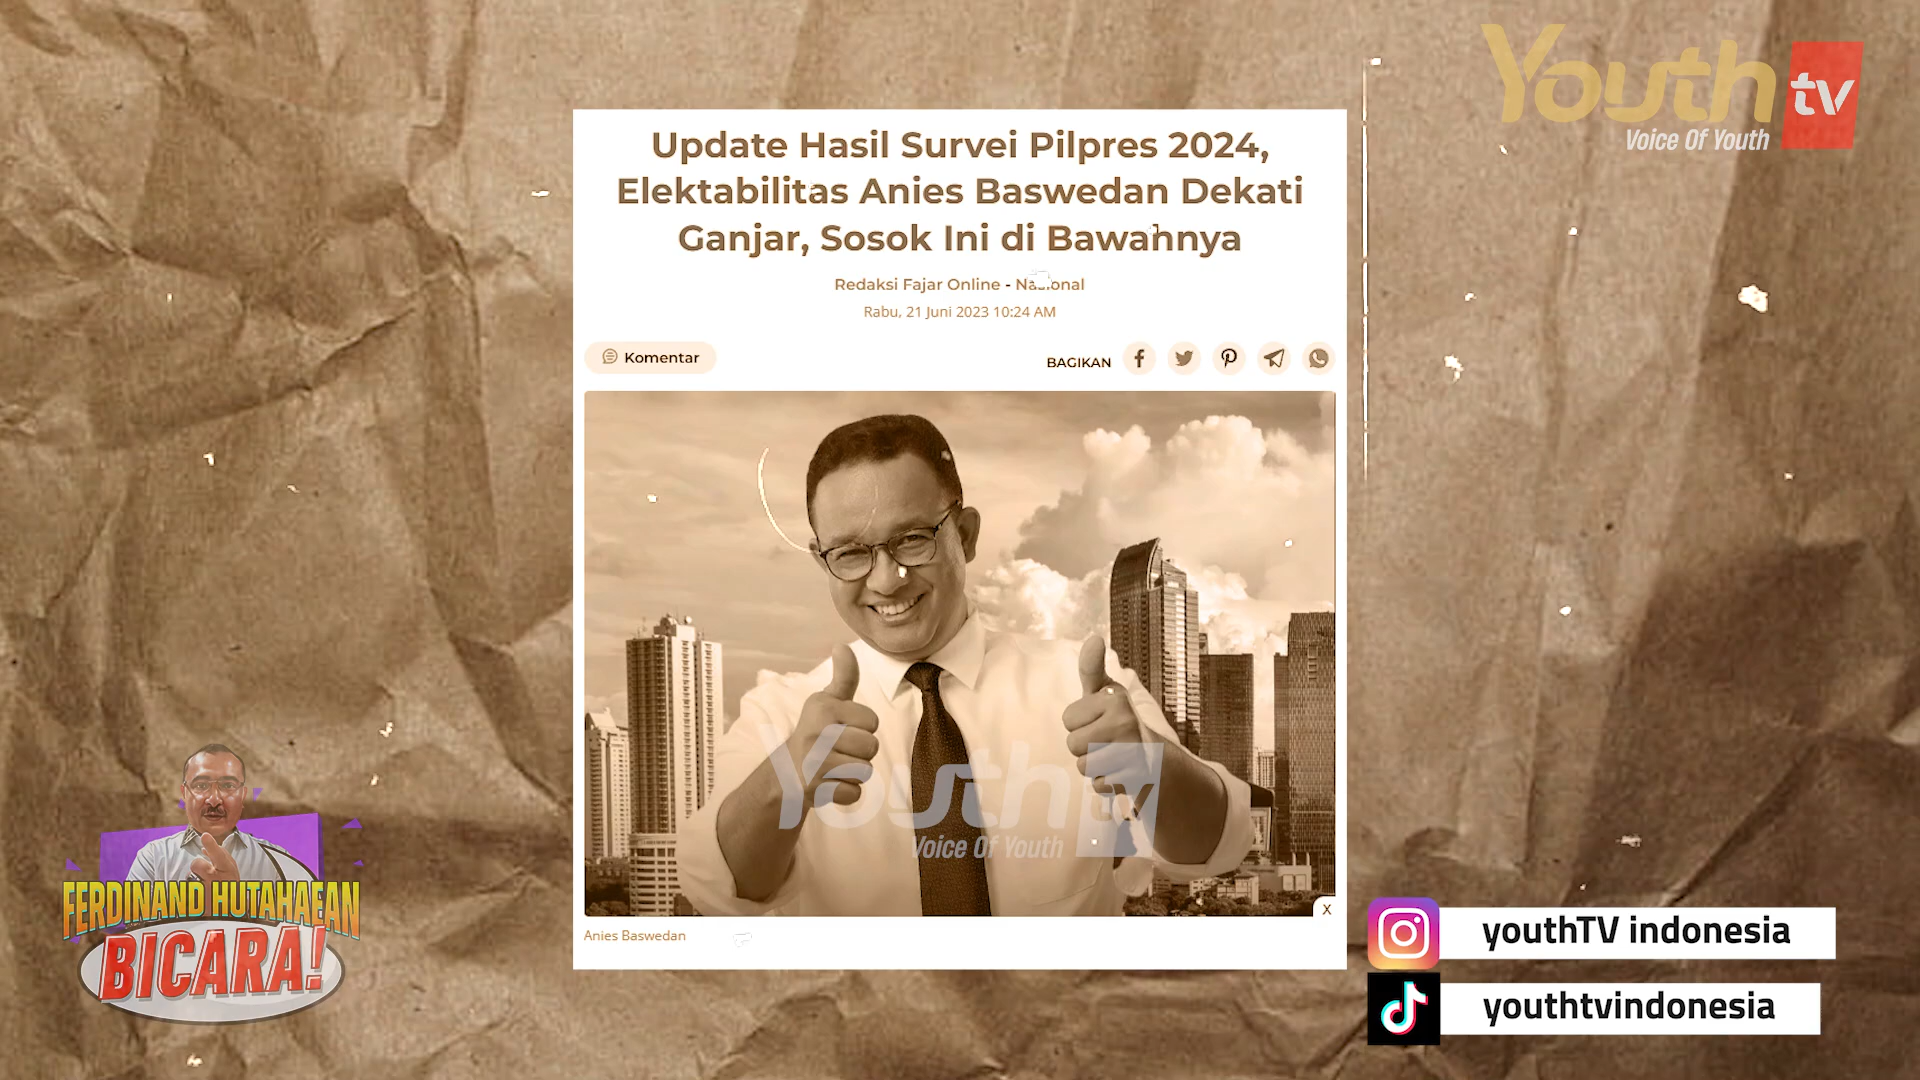 Youth tv
Voice Of Youth
Update Hasil Survei Pilpres 2024,
Elektabilitas Anies Baswedan Dekati
Ganjar, Sosok Ini di Bawahnya
Redaksi Fajar Online - Nasional
Rabu, 21 Juni 2023 10:24 AM
Komentar
BAGIKAN
Youth tv
Voice Of Youth
X
Anies Baswedan
FERDINAND HUTAHAEAN
BICARA!
youthTV indonesia
youthtvindonesia